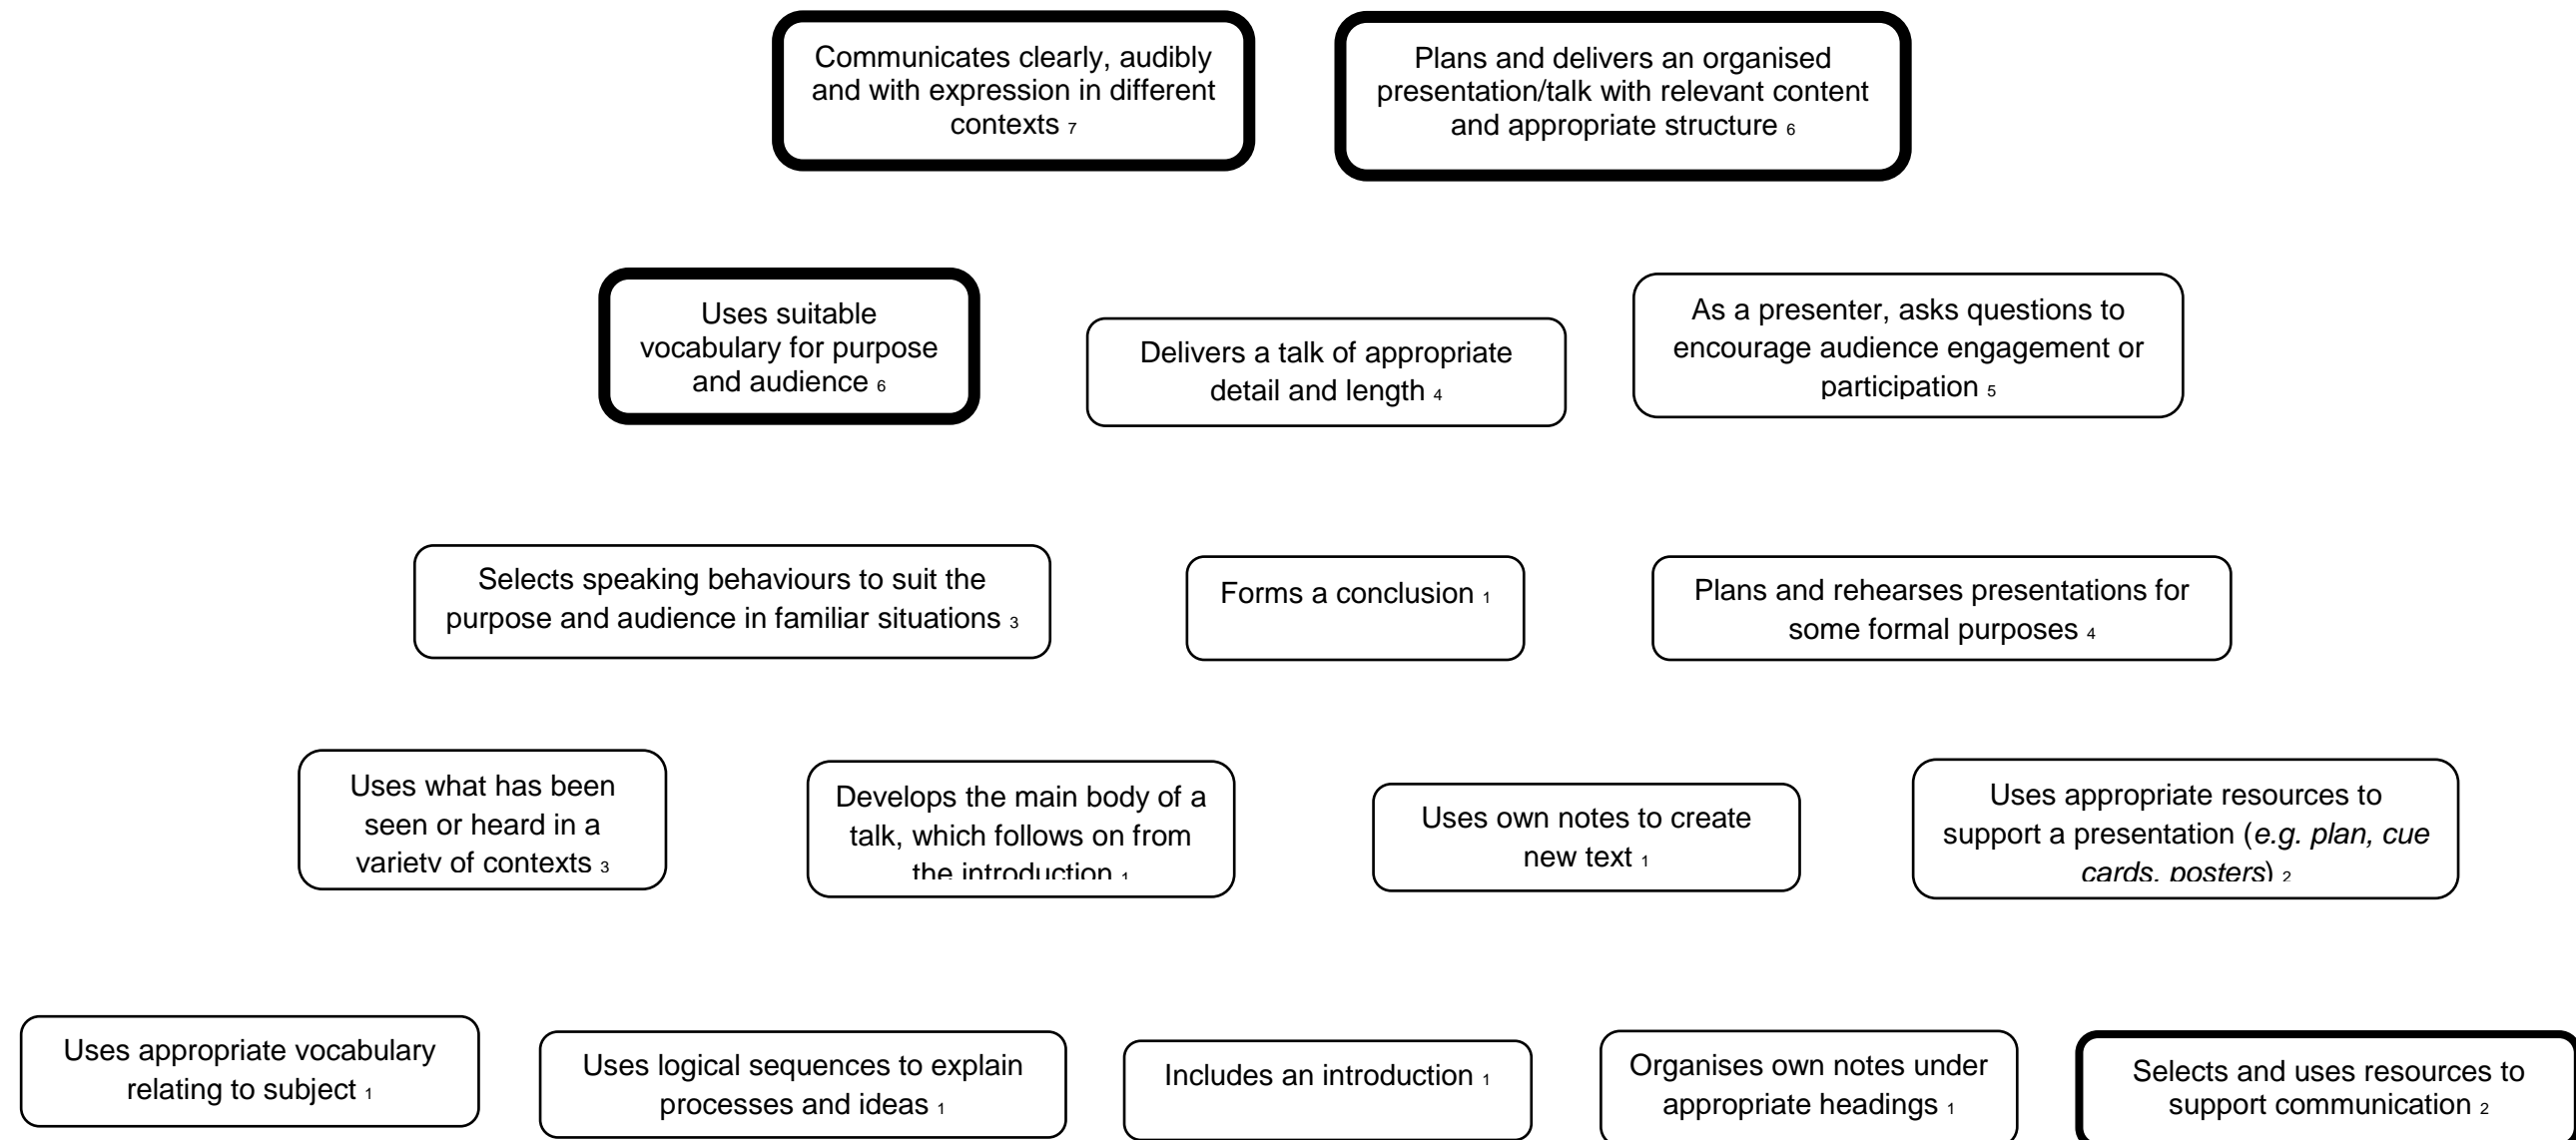 Communicates clearly, audibly
and with expression in different
contexts 7
Plans and delivers an organised
presentation/talk with relevant content
and appropriate structure 6
Uses suitable
vocabulary for purpose
and audience 6
Delivers a talk of appropriate
detail and length 4
As a presenter, asks questions to
encourage audience engagement or
participation 5
Selects speaking behaviours to suit the
purpose and audience in familiar situations 3
Forms a conclusion 1
Plans and rehearses presentations for
some formal purposes 4
Uses what has been
seen or heard in a
variety of contexts 3
Develops the main body of a
talk, which follows on from
the introduction 1
Uses own notes to create
new text 1
Uses appropriate resources to
support a presentation (e.g. plan, cue
cards, posters) 2
Uses appropriate vocabulary
relating to subject 1
Uses logical sequences to explain
processes and ideas 1
Includes an introduction 1
Organises own notes under
appropriate headings 1
Selects and uses resources to
support communication 2